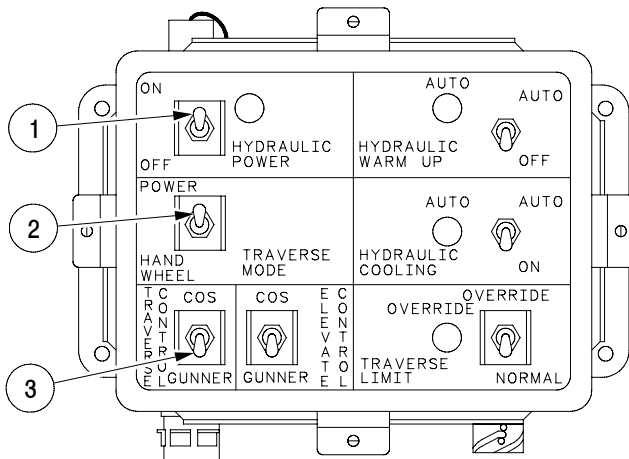 1
ON
HYDRAULIC
POWER
OFF
AUTO
AUTO
HYDRAULIC
WARM UP
OFF
2
POWER
HAND
WHEEL
TRAVERSE
MODE
AUTO
AUTO
HYDRAULIC
COOLING
ON
3
TRAVERSE
CONTROL
COS
GUNNER
COS
GUNNER
ELEVATE
CONTROL
OVERRIDE
OVERRIDE
TRAVERSE
LIMIT
NORMAL